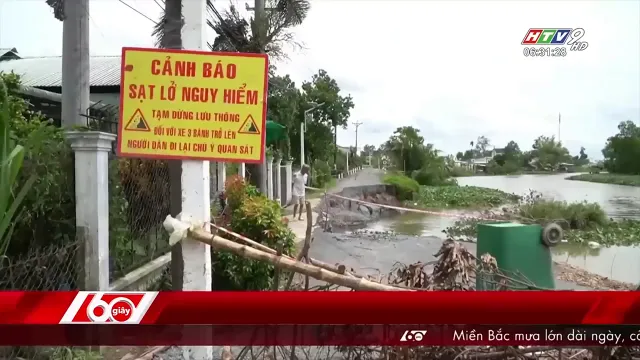 HTV9 HD
06:31:28
CẢNH BÁO
SẠT LỞ NGUY HIỂM
TẠM DỪNG LƯU THÔNG
ĐỐI VỚI XE 3 BÁNH TRỞ LÊN
NGƯỜI DÂN ĐI LẠI CHÚ Ý QUAN SÁT
60 giây
60 giây Miền Bắc mưa lớn dài ngày,